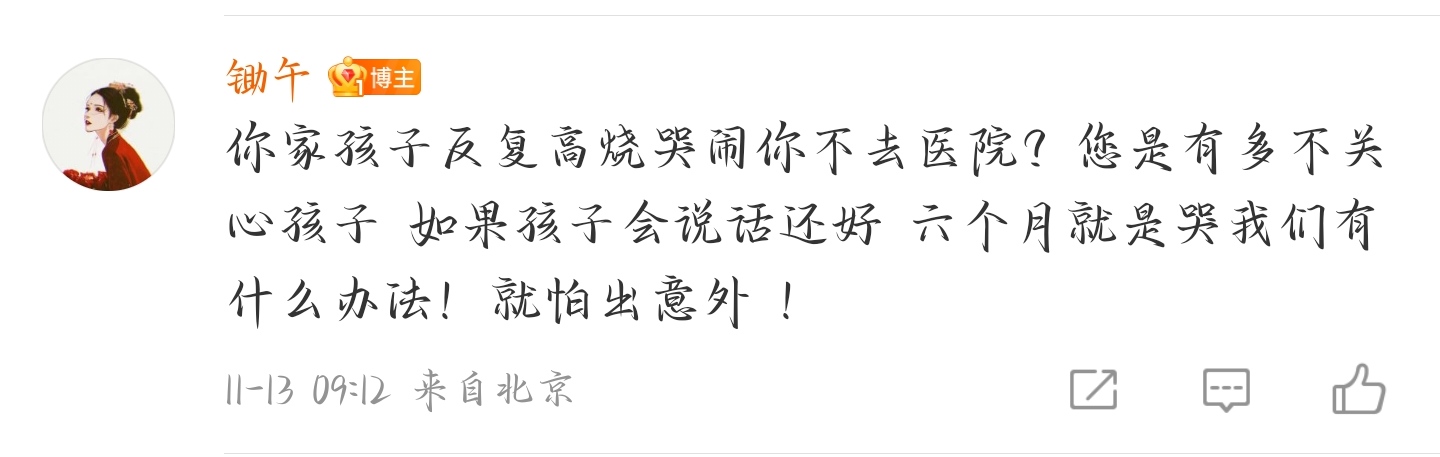 锄午 1 博主
你家孩子反复高烧哭闹你不去医院？您是有多不关
心孩子 如果孩子会说话还好 六个月就是哭我们有
什么办法！就怕出意外 ！
11-13 09:12 来自北京